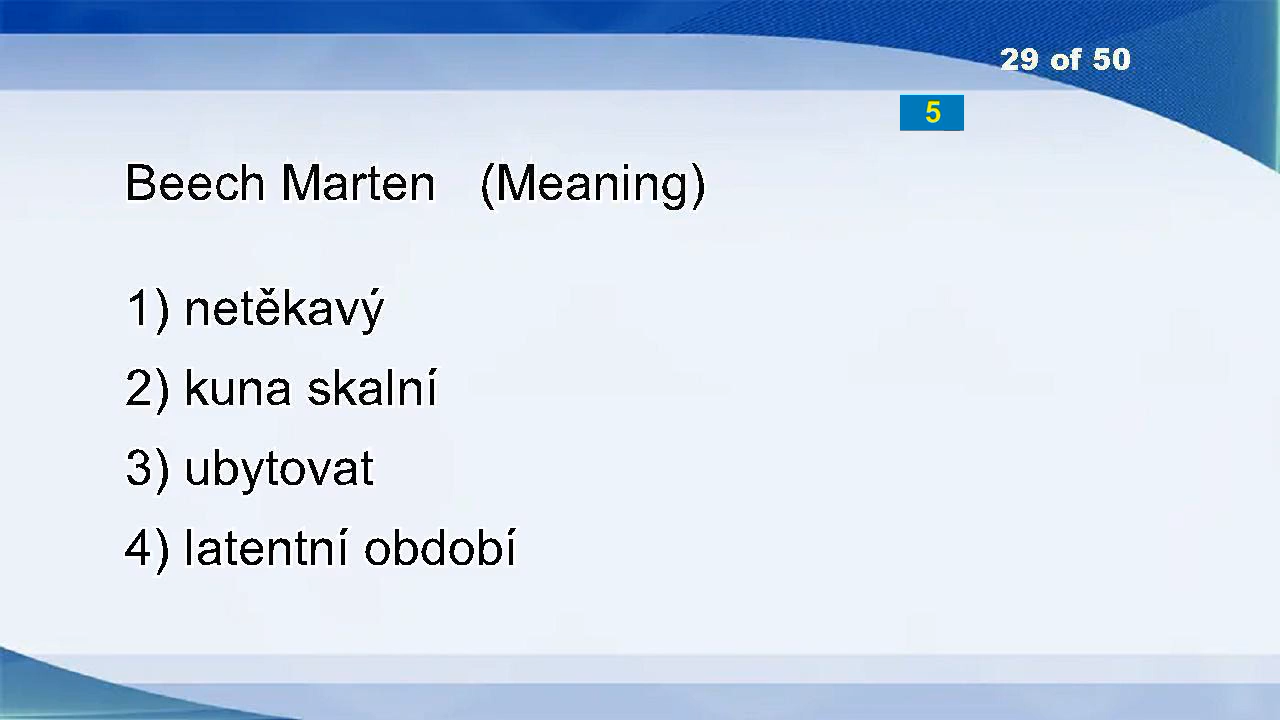 29 of 50
5
Beech Marten (Meaning)
1) netěkavý
2) kuna skalní
3) ubytovat
4) latentní období